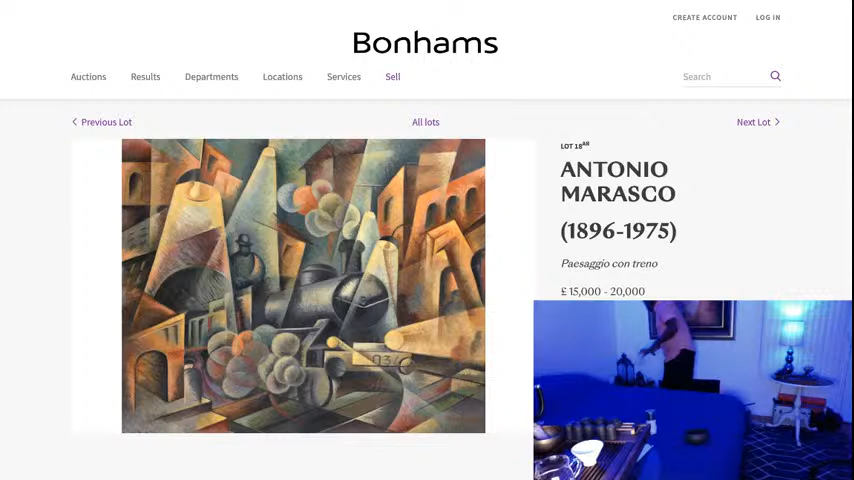 CREATE ACCOUNT LOG IN
Bonhams
Auctions Results Departments Locations Services Sell Search
Previous Lot All lots Next Lot
LOT 18AR
ANTONIO
MARASCO
(1896-1975)
Paesaggio con treno
£ 15,000 - 20,000